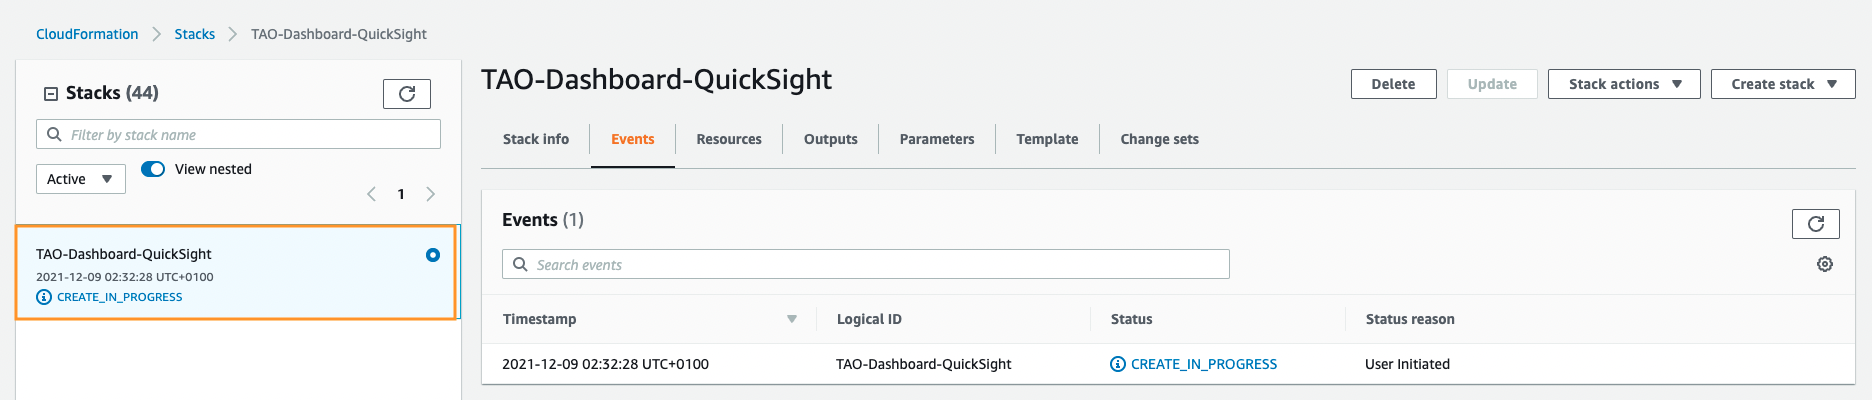 CloudFormation > Stacks > TAO-Dashboard-QuickSight
Stacks (44)
Filter by stack name
Active
View nested
1
TAO-Dashboard-QuickSight
2021-12-09 02:32:28 UTC+0100
CREATE_IN_PROGRESS
TAO-Dashboard-QuickSight
Delete Update Stack actions Create stack
Stack info Events Resources Outputs Parameters Template Change sets
Events (1)
Search events
Timestamp Logical ID Status Status reason
2021-12-09 02:32:28 UTC+0100 TAO-Dashboard-QuickSight CREATE_IN_PROGRESS User Initiated